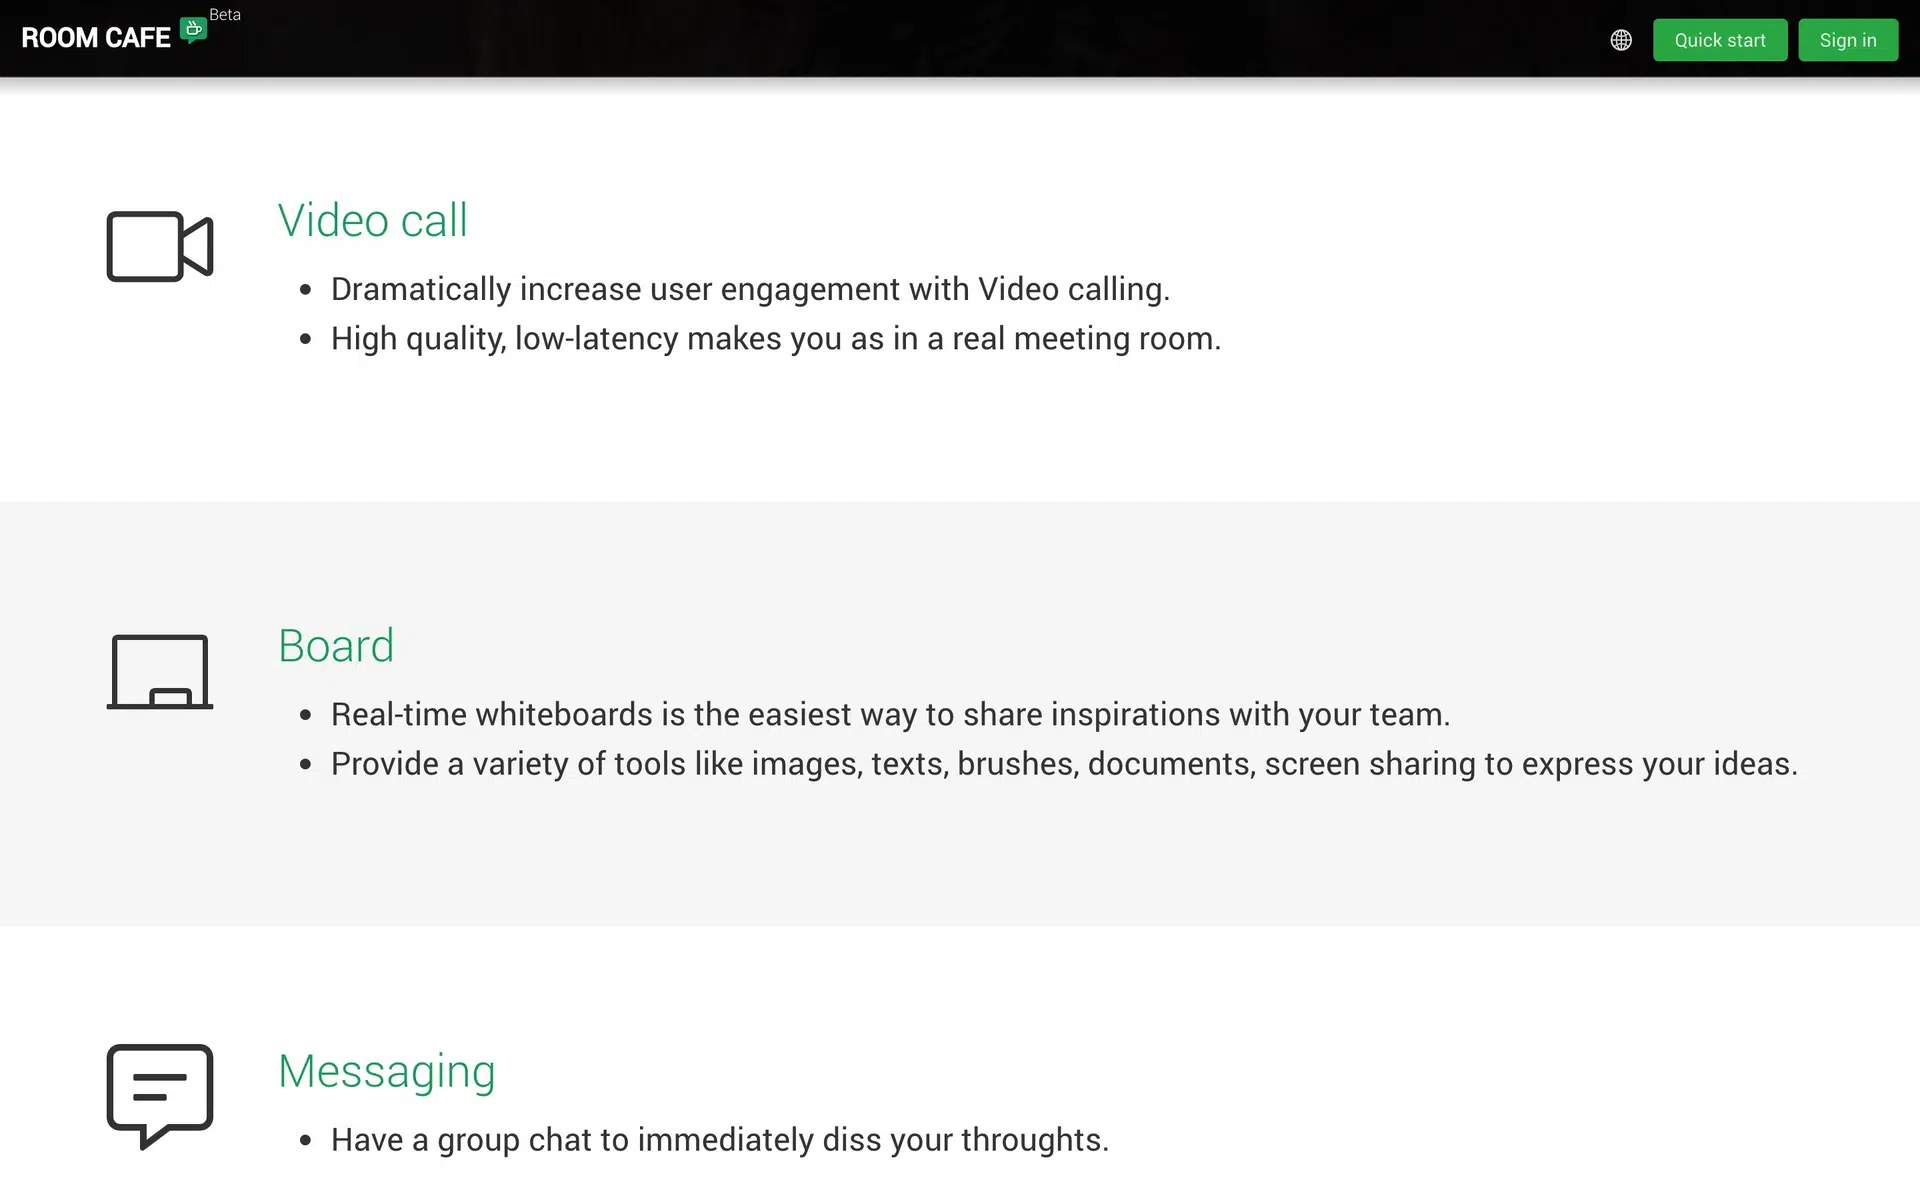 ROOM CAFE Beta
Quick start
Sign in
Video call
Dramatically increase user engagement with Video calling.
High quality, low-latency makes you as in a real meeting room.
Board
Real-time whiteboards is the easiest way to share inspirations with your team.
Provide a variety of tools like images, texts, brushes, documents, screen sharing to express your ideas.
Messaging
Have a group chat to immediately diss your throughts.